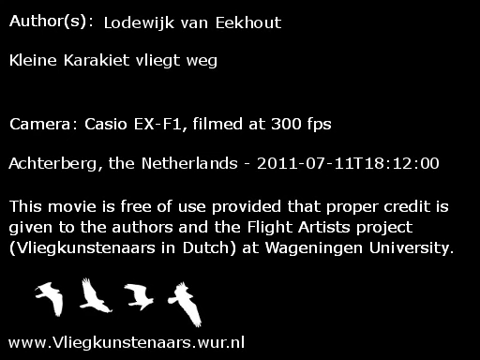 Author(s): Lodewijk van Eekhout
Kleine Karakiet vliegt weg
Camera: Casio EX-F1, filmed at 300 fps
Achterberg, the Netherlands - 2011-07-11T18:12:00
This movie is free of use provided that proper credit is
given to the authors and the Flight Artists project
(Vliegkunstenaars in Dutch) at Wageningen University.
www.Vliegkunstenaars.wur.nl